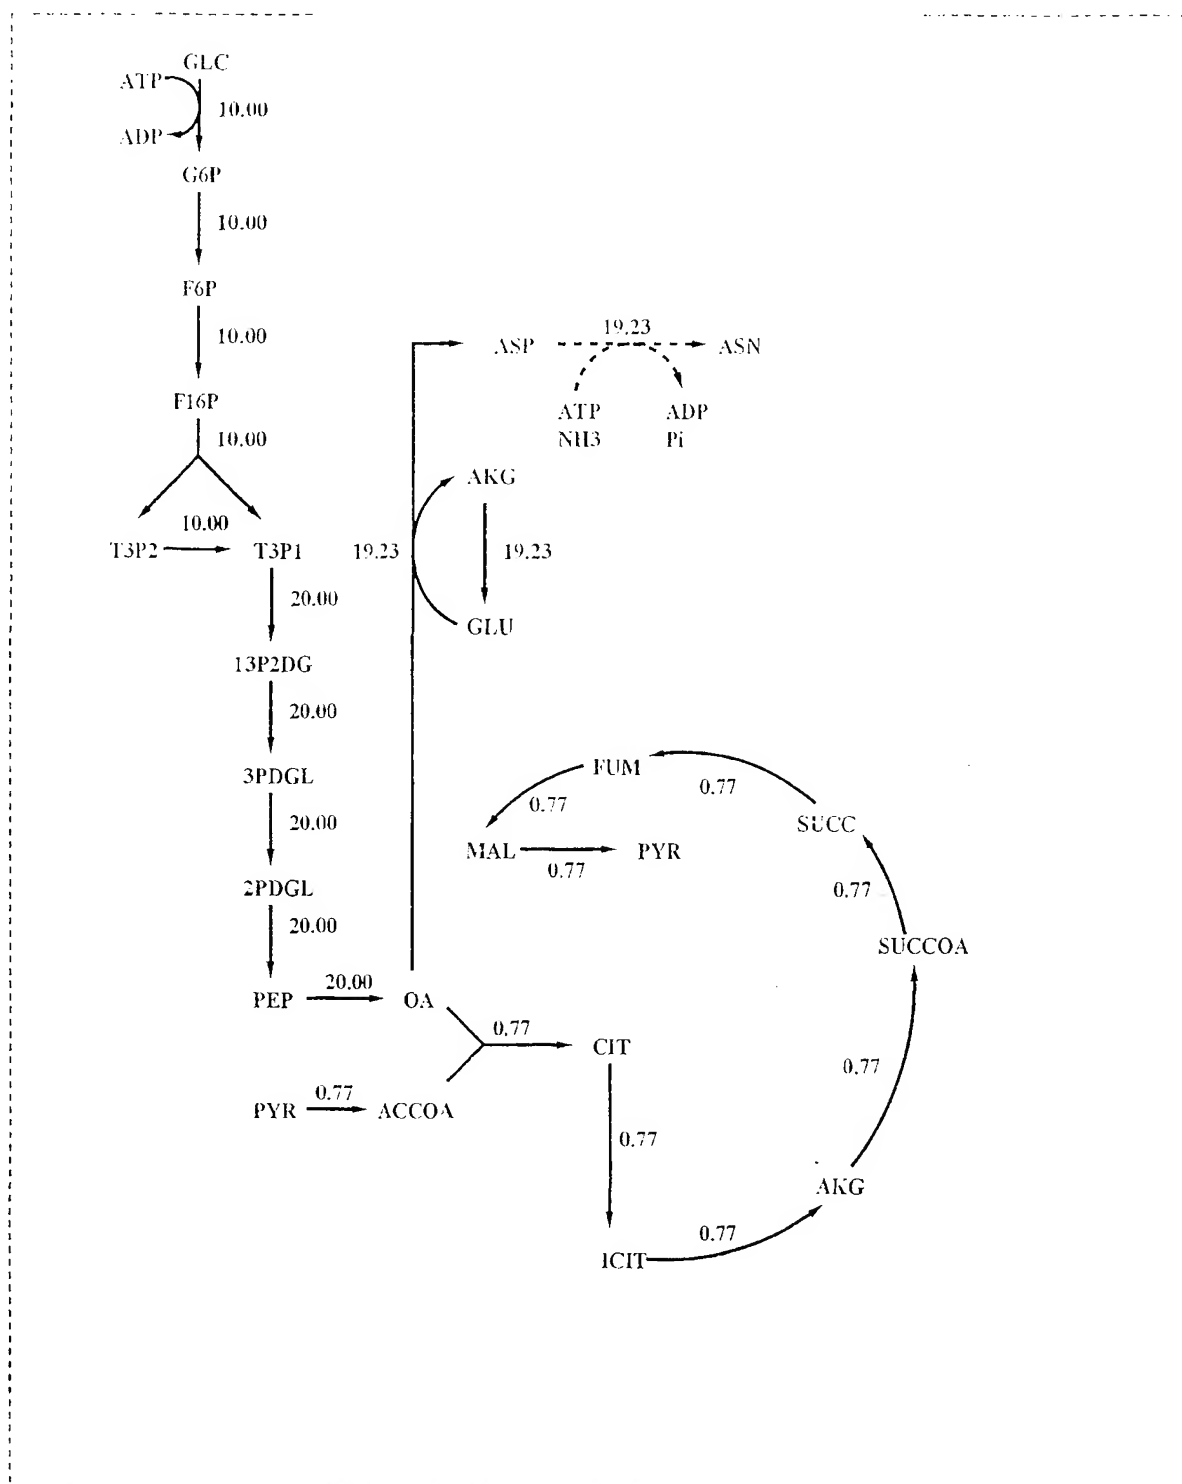 GLC
ATP
10.00
ADP
G6P
10.00
F6P
10.00
19.23
ASP
ASN
F16P
ATP
ADP
NH3
Pi
10.00
AKG
10.00
T3P2
T3P1
19.23
19.23
20.00
GLU
13P2DG
20.00
FUM
3PDGL
0.77
0.77
20.00
SUCC
MAL
PYR
0.77
2PDGL
0.77
20.00
SUCCOA
20.00
PEP
OA
0.77
CIT
0.77
0.77
PYR
ACCOA
0.77
AKG
0.77
ICIT